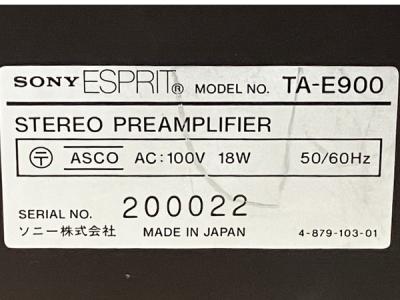 SONY ESPRIT® MODEL NO. TA-E900
STEREO PREAMPLIFIER
〒 ASCO AC:100V 18W 50/60Hz
SERIAL NO. 200022
ソニー株式会社 MADE IN JAPAN 4-879-103-01